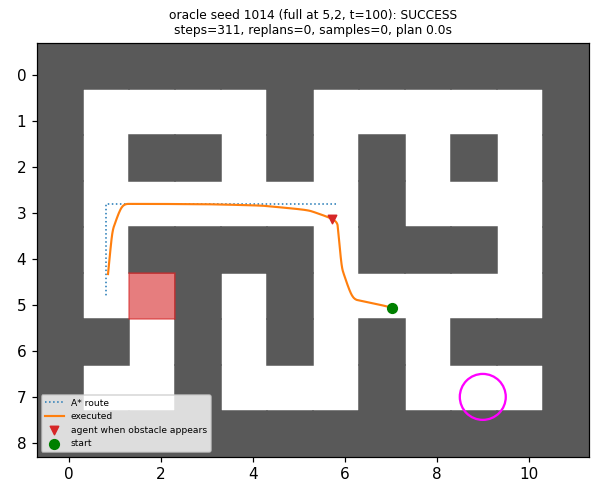 oracle seed 1014 (full at 5,2, t=100): SUCCESS
steps=311, replans=0, samples=0, plan 0.0s
0
1
2
3
4
5
6
7
8
0 2 4 6 8 10
A* route
executed
agent when obstacle appears
start